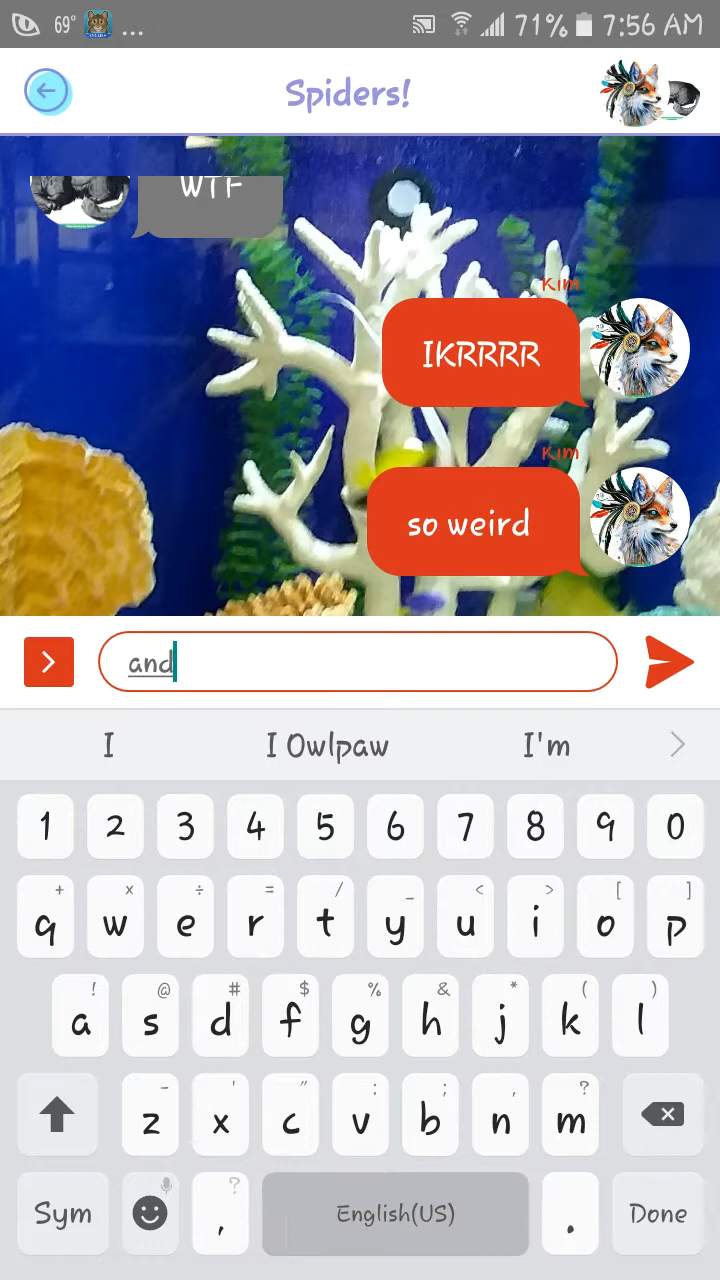 69° ... 71% 7:56 AM
Spiders!
WTF
Kim
IKRRRR
Kim
so weird
and
I I Owlpaw I'm
1 2 3 4 5 6 7 8 9 0
+ × ÷ = / _ < > [ ]
q w e r t y u i o p
! @ # $ % & * ( )
a s d f g h j k l
- ' " : ; , ?
z x c v b n m
?
Sym , English(US) . Done